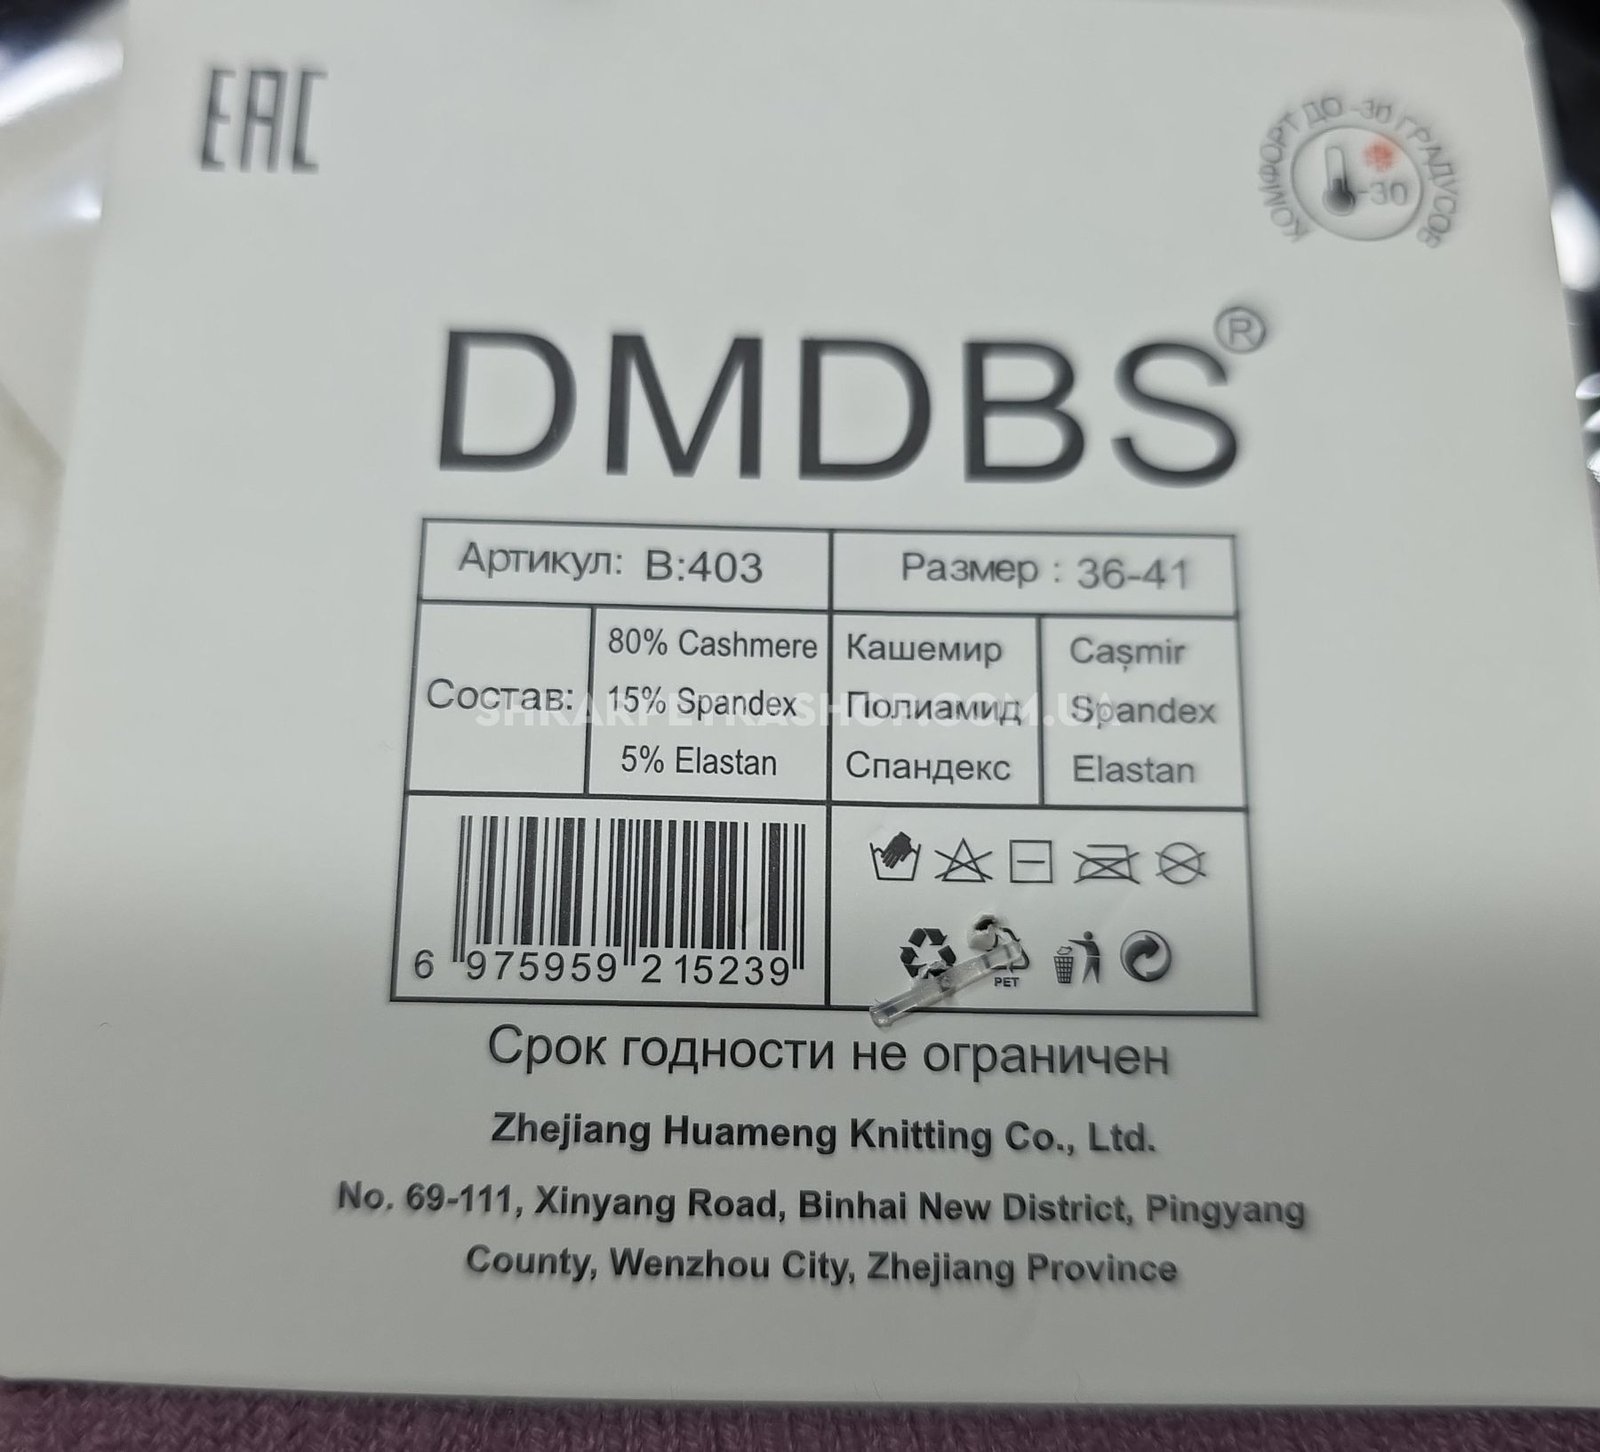 EAC
КОМФОРТ ДО -30 ГРАДУСОВ
-30
DMDBS®
Артикул: B:403
Размер : 36-41
Состав:
80% Cashmere
15% Spandex
5% Elastan
Кашемир
Полиамид
Спандекс
Caşmir
Spandex
Elastan
SHKARPETKASHOP.COM.UA
6 975959 215239
PET
Срок годности не ограничен
Zhejiang Huameng Knitting Co., Ltd.
No. 69-111, Xinyang Road, Binhai New District, Pingyang
County, Wenzhou City, Zhejiang Province